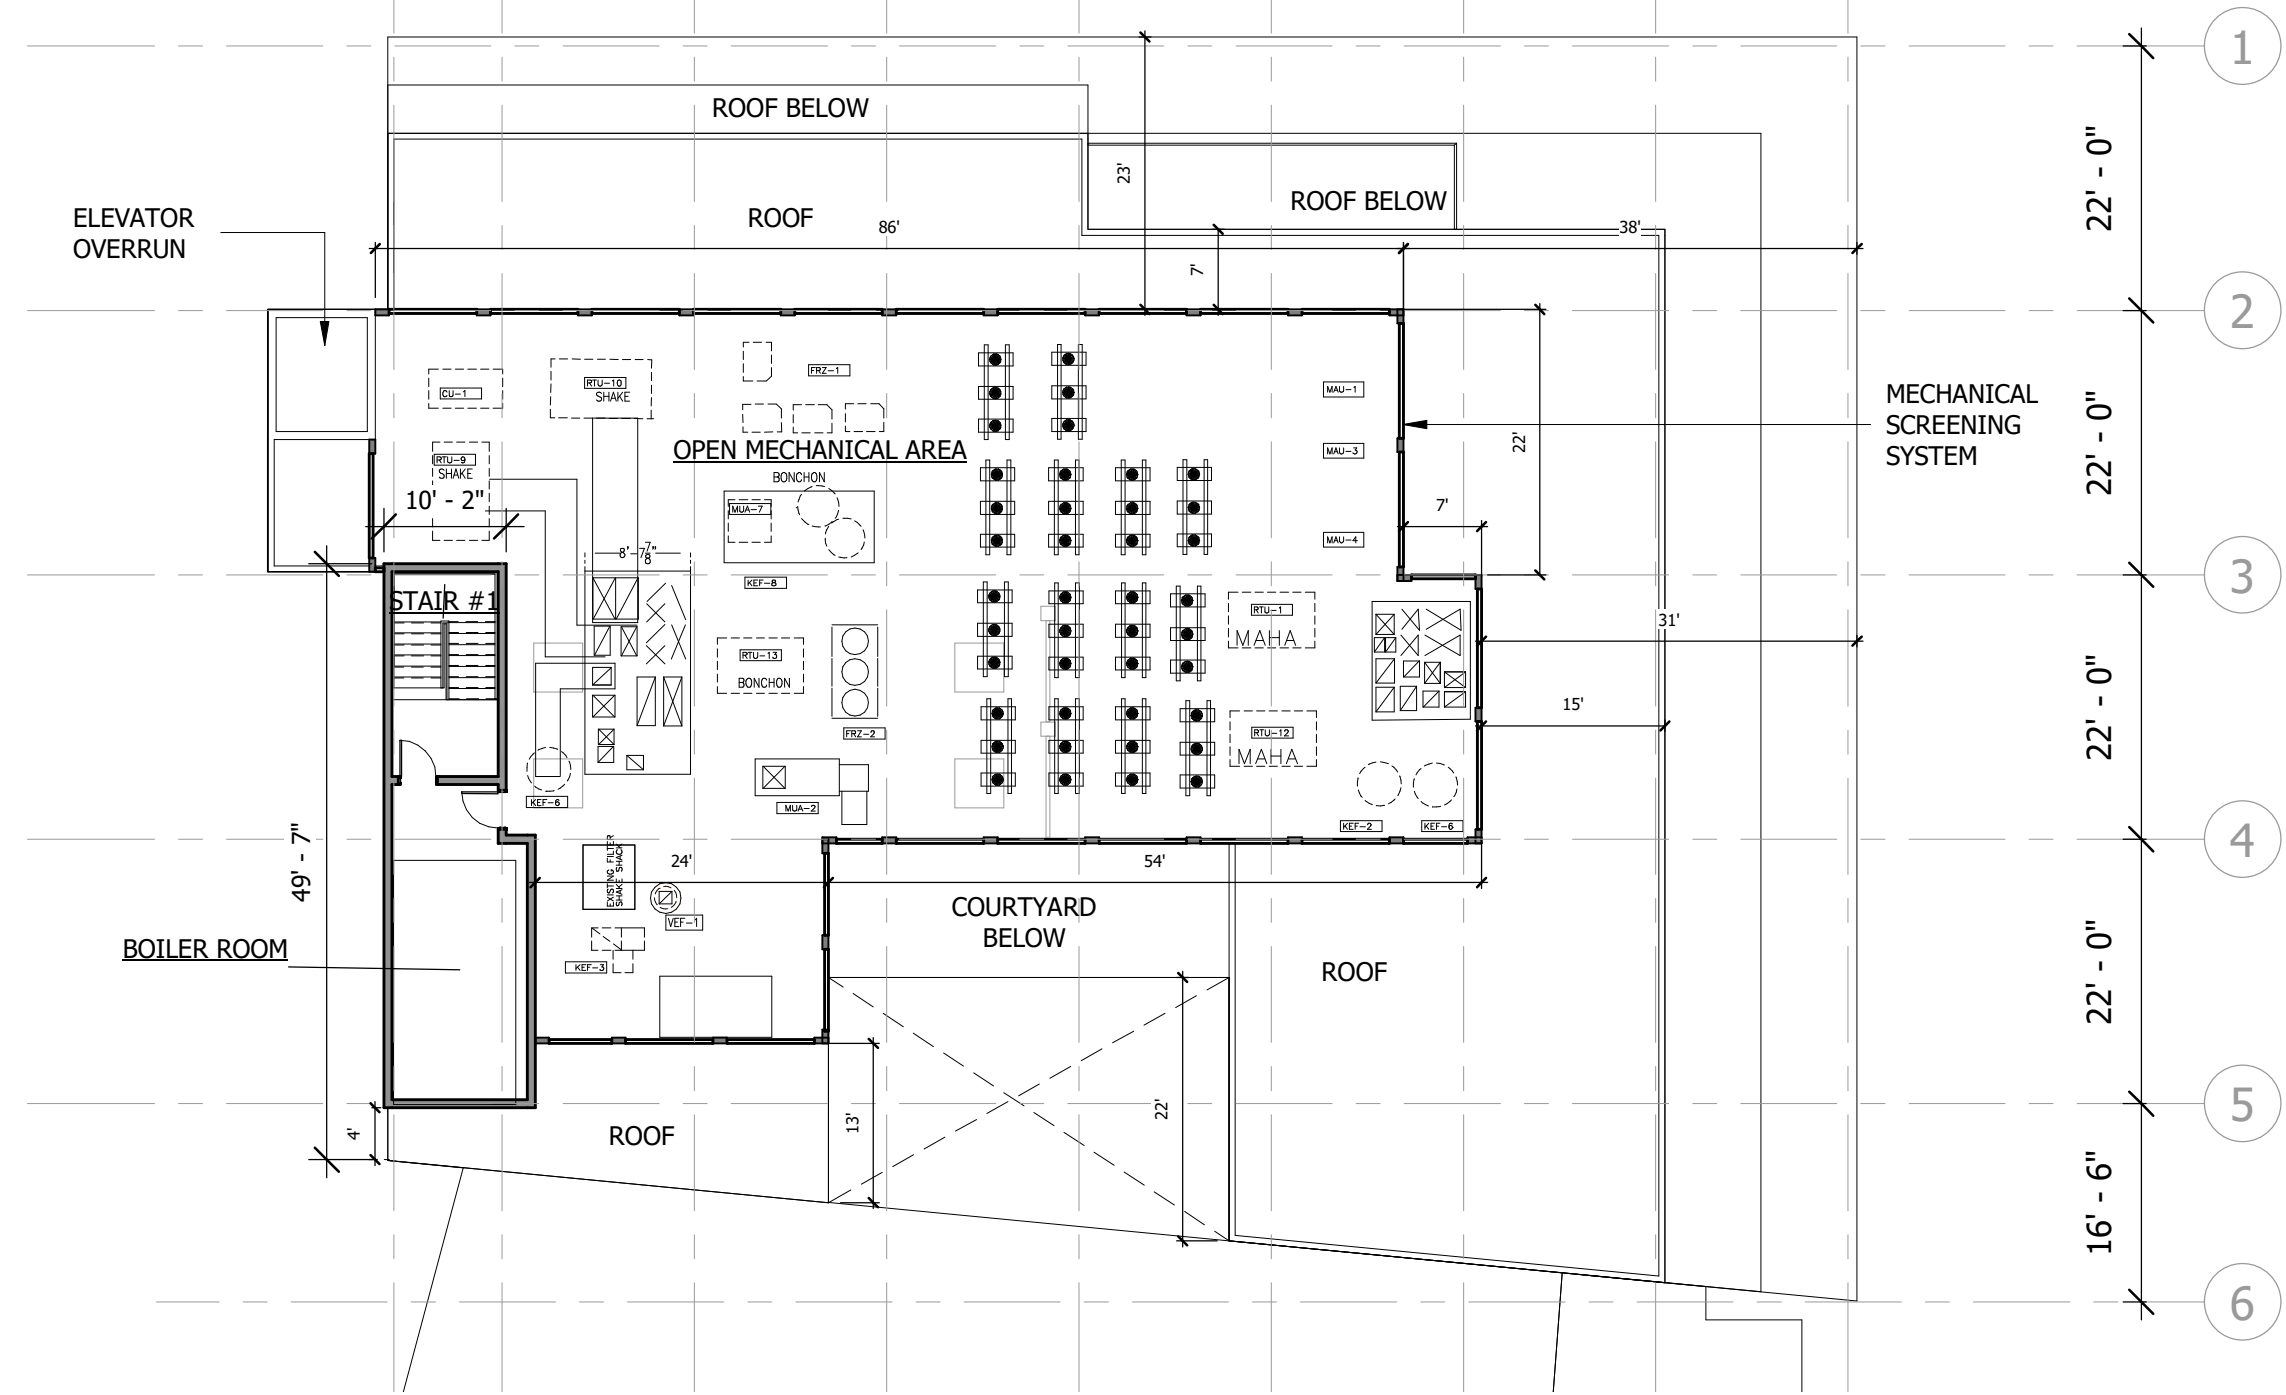 1
ROOF BELOW
22' - 0"
23'
ROOF BELOW
ELEVATOR
OVERRUN
ROOF
86'
38'
7'
2
CU-1
RTU-10
SHAKE
FRZ-1
MAU-1
MECHANICAL
SCREENING
SYSTEM
22' - 0"
OPEN MECHANICAL AREA
MAU-3
22'
RTU-9
SHAKE
10' - 2"
BONCHON
MUA-7
7'
MAU-4
8'-7 7/8"
KEF-8
3
STAIR #1
RTU-1
MAHA
31'
RTU-13
BONCHON
22' - 0"
15'
FRZ-2
RTU-12
MAHA
MUA-2
KEF-6
KEF-2
KEF-6
4
49' - 7"
EXISTING FILTER
SHAKE SHACK
24'
54'
VEF-1
COURTYARD
BELOW
BOILER ROOM
KEF-3
ROOF
22' - 0"
5
4'
ROOF
13'
22'
16' - 6"
6